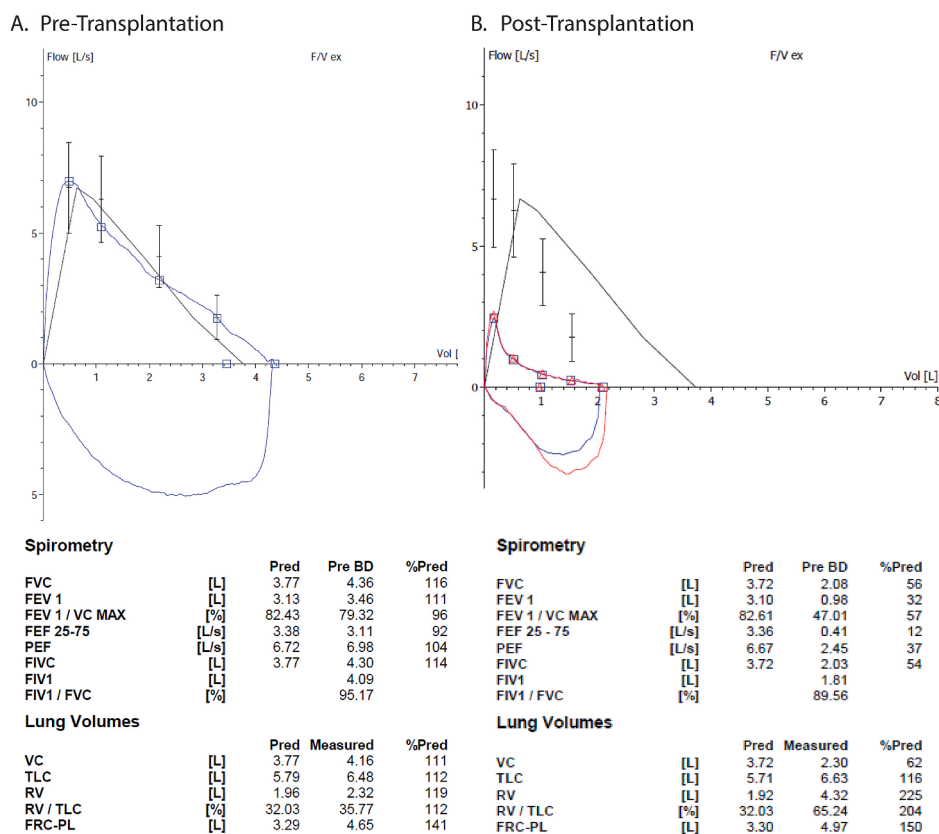 A. Pre-Transplantation
Flow [L/s]
F/V ex
10
5
0
1
2
3
4
5
6
7
Vol [
5
Spirometry
Pred Pre BD %Pred
FVC [L] 3.77 4.36 116
FEV 1 [L] 3.13 3.46 111
FEV 1 / VC MAX [%] 82.43 79.32 96
FEF 25-75 [L/s] 3.38 3.11 92
PEF [L/s] 6.72 6.98 104
FIVC [L] 3.77 4.30 114
FIV1 [L] 4.09
FIV1 / FVC [%] 95.17
Lung Volumes
Pred Measured %Pred
VC [L] 3.77 4.16 111
TLC [L] 5.79 6.48 112
RV [L] 1.96 2.32 119
RV / TLC [%] 32.03 35.77 112
FRC-PL [L] 3.29 4.65 141
B. Post-Transplantation
Flow [L/s]
F/V ex
10
5
0
1
2
3
4
5
6
7
8
Vol [L]
Spirometry
Pred Pre BD %Pred
FVC [L] 3.72 2.08 56
FEV 1 [L] 3.10 0.98 32
FEV 1 / VC MAX [%] 82.61 47.01 57
FEF 25 - 75 [L/s] 3.36 0.41 12
PEF [L/s] 6.67 2.45 37
FIVC [L] 3.72 2.03 54
FIV1 [L] 1.81
FIV1 / FVC [%] 89.56
Lung Volumes
Pred Measured %Pred
VC [L] 3.72 2.30 62
TLC [L] 5.71 6.63 116
RV [L] 1.92 4.32 225
RV / TLC [%] 32.03 65.24 204
FRC-PL [L] 3.30 4.97 150